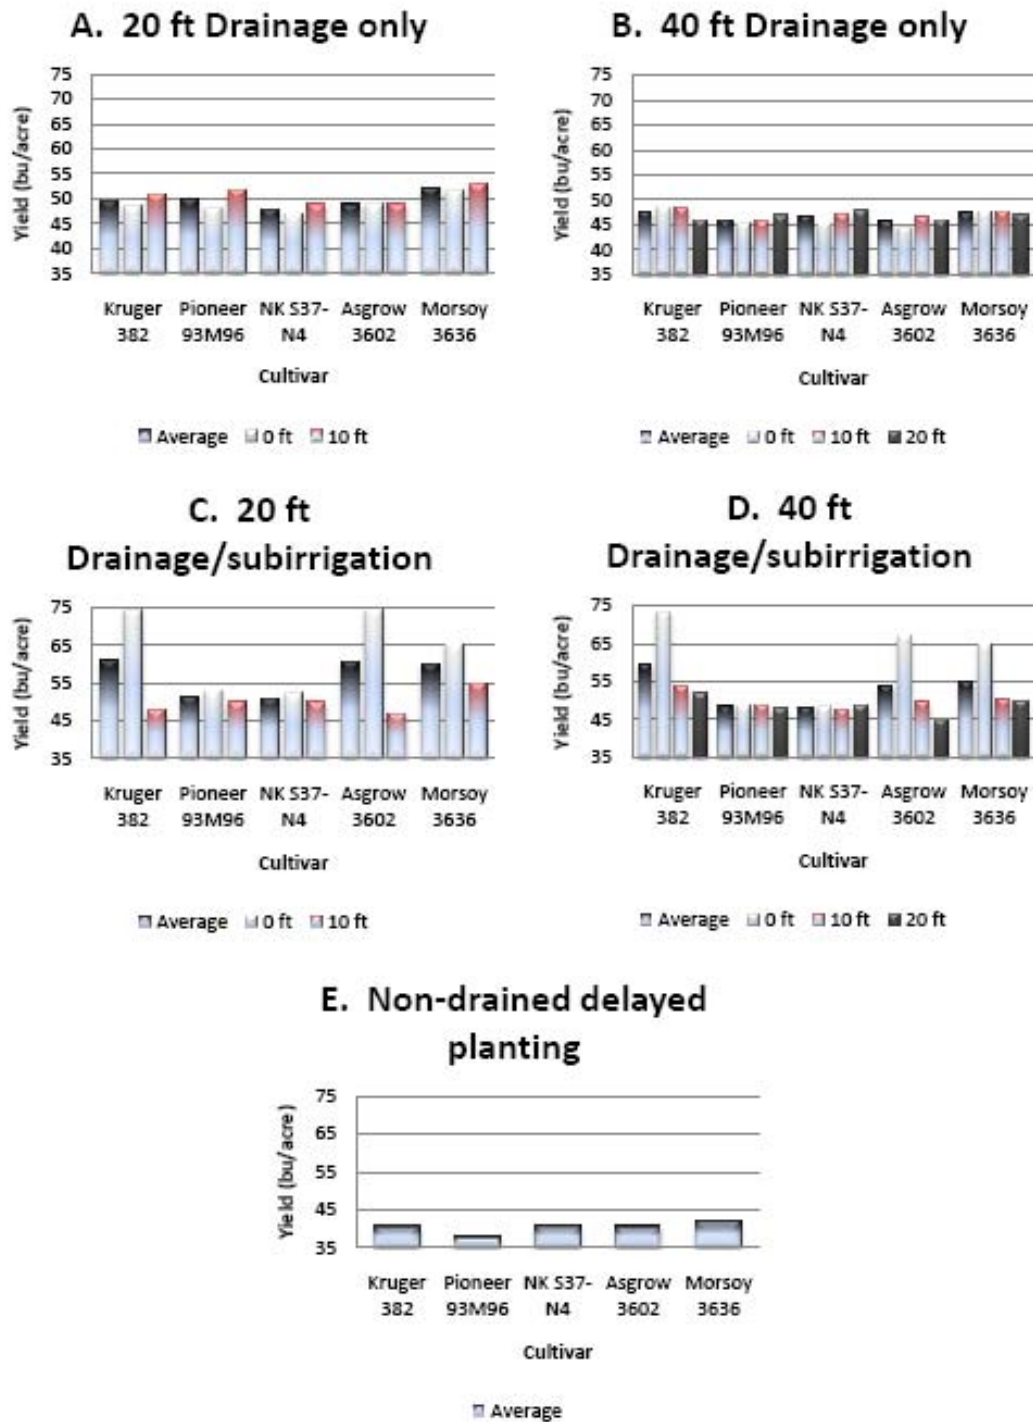 A. 20 ft Drainage only
Yield (bu/acre)
75
70
65
60
55
50
45
40
35
Kruger Pioneer NK S37- Asgrow Morsoy
382 93M96 N4 3602 3636
Cultivar
Average 0 ft 10 ft
B. 40 ft Drainage only
Yield (bu/acre)
75
70
65
60
55
50
45
40
35
Kruger Pioneer NK S37- Asgrow Morsoy
382 93M96 N4 3602 3636
Cultivar
Average 0 ft 10 ft 20 ft
C. 20 ft
Drainage/subirrigation
Yield (bu/acre)
75
65
55
45
35
Kruger Pioneer NK S37- Asgrow Morsoy
382 93M96 N4 3602 3636
Cultivar
Average 0 ft 10 ft
D. 40 ft
Drainage/subirrigation
Yield (bu/acre)
75
65
55
45
35
Kruger Pioneer NK S37- Asgrow Morsoy
382 93M96 N4 3602 3636
Cultivar
Average 0 ft 10 ft 20 ft
E. Non-drained delayed
planting
Yield (bu/acre)
75
65
55
45
35
Kruger Pioneer NK S37- Asgrow Morsoy
382 93M96 N4 3602 3636
Cultivar
Average